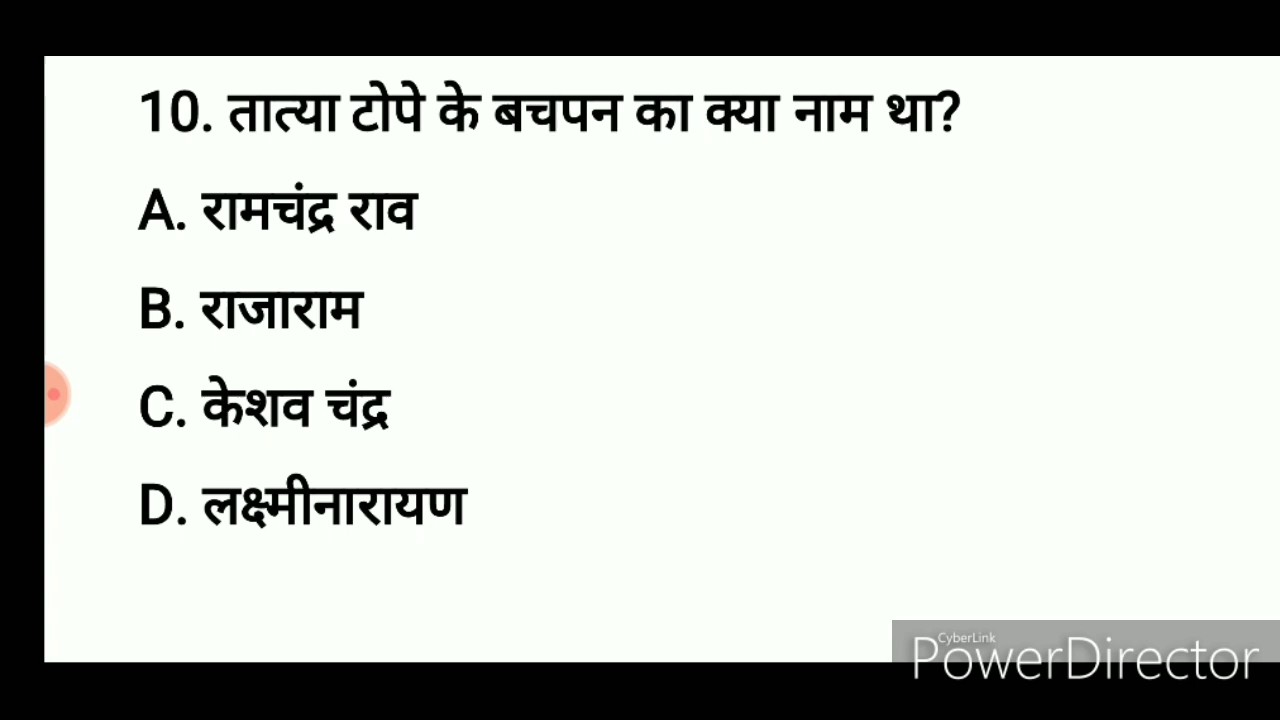 10. तात्या टोपे के बचपन का क्या नाम था?
A. रामचंद्र राव
B. राजाराम
C. केशव चंद्र
D. लक्ष्मीनारायण
CyberLink
PowerDirector